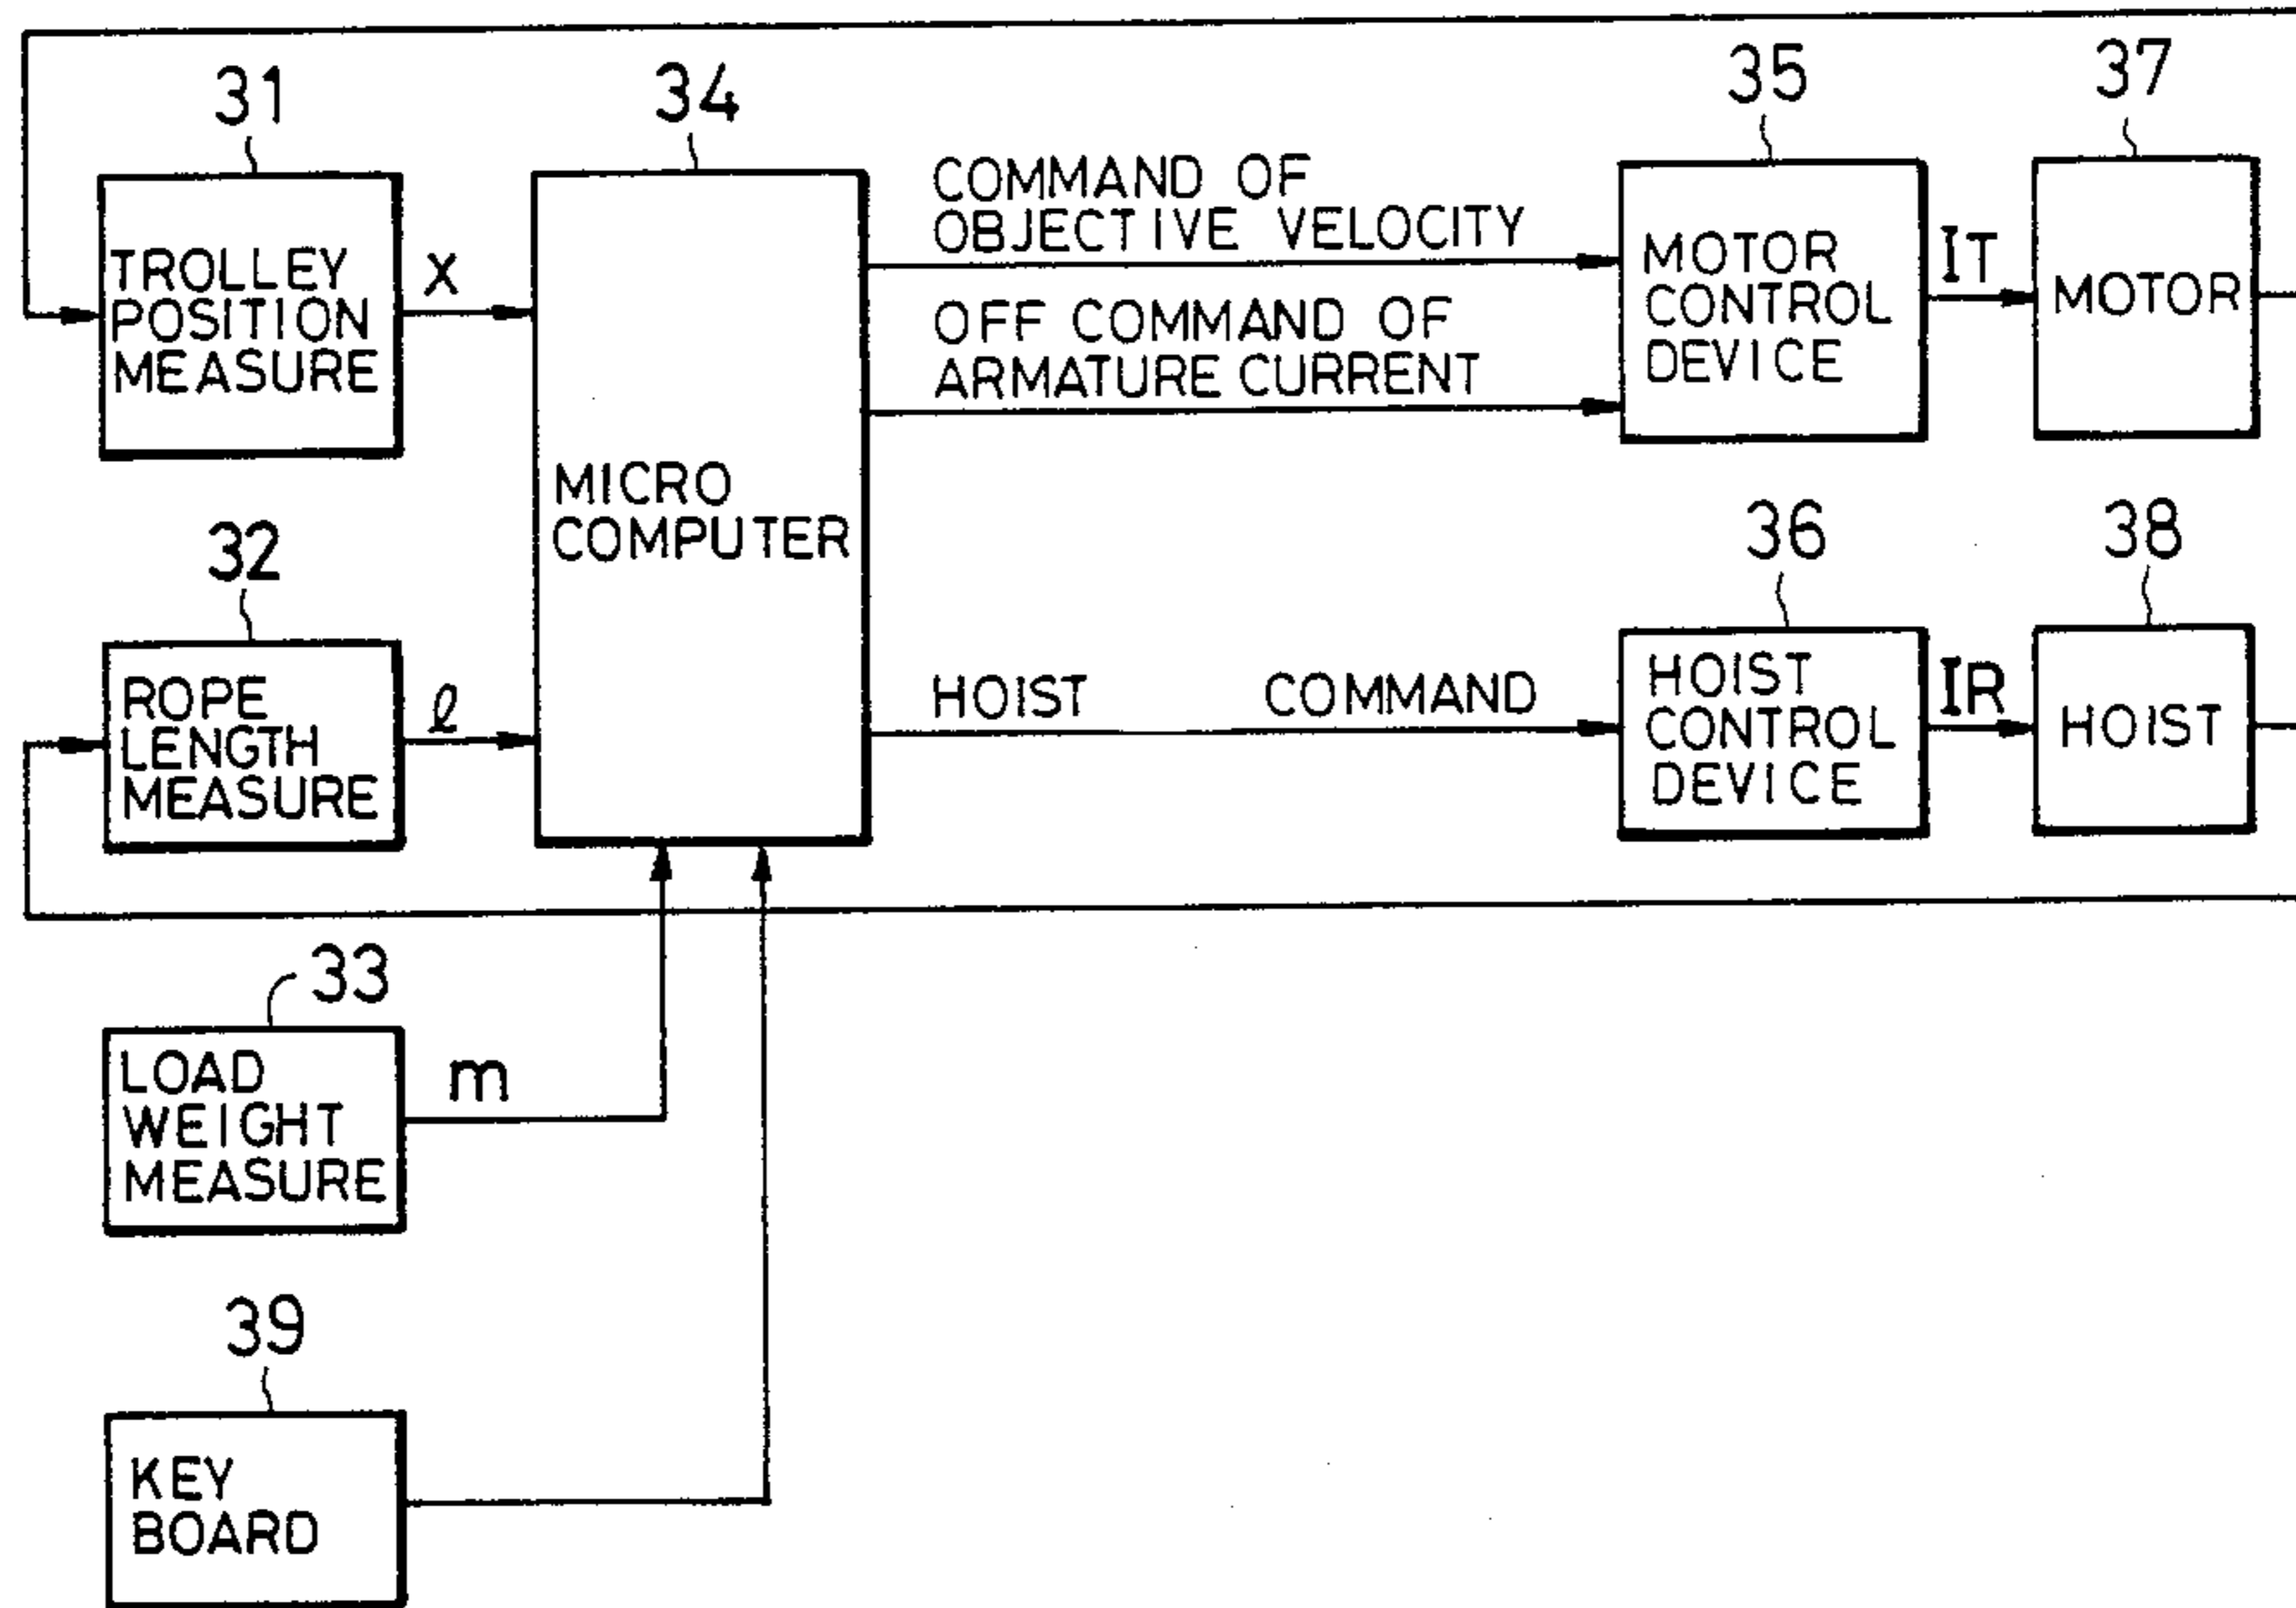 31
34
35
37
TROLLEY
POSITION
MEASURE
X
MICRO
COMPUTER
COMMAND OF
OBJECTIVE VELOCITY
OFF COMMAND OF
ARMATURE CURRENT
MOTOR
CONTROL
DEVICE
IT
MOTOR
32
36
38
ROPE
LENGTH
MEASURE
ℓ
HOIST COMMAND
HOIST
CONTROL
DEVICE
IR
HOIST
33
LOAD
WEIGHT
MEASURE
m
39
KEY
BOARD